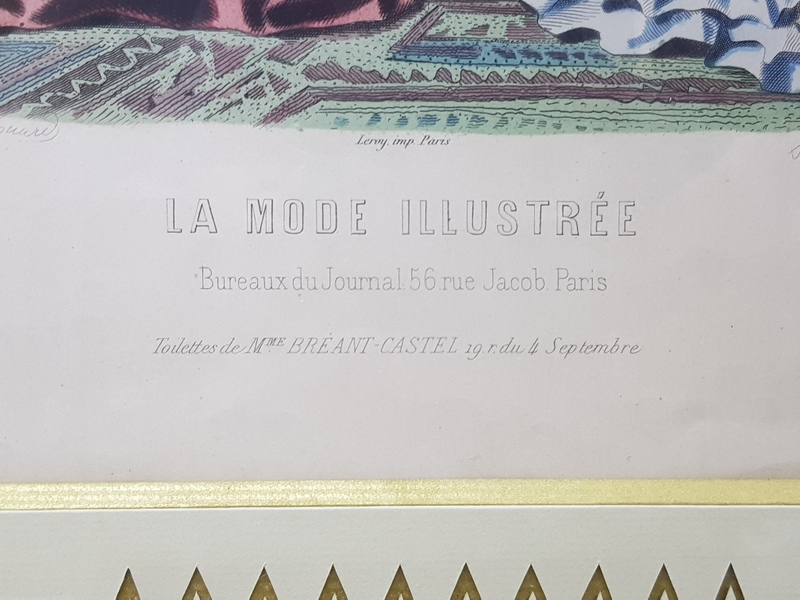 Leroy, imp. Paris
LA MODE ILLUSTRÉE
Bureaux du Journal. 56. rue Jacob. Paris
Toilettes de MME BRÉANT-CASTEL 19 r. du 4 Septembre